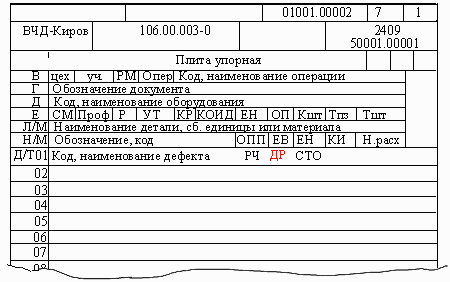 01001.00002 7 1
ВЧД-Киров 106.00.003-0 2409
50001.00001
Плита упорная
В цех уч. РМ Опер Код, наименование операции
Г Обозначение документа
Д Код, наименование оборудования
Е СМ Проф Р УТ КР КОИД ЕН ОП Кшт Тпз Тшт
Л/М Наименование детали, сб. единицы или материала
Н/М Обозначение, код ОПП ЕВ ЕН КИ Н.расх
Д/Т01 Код, наименование дефекта РЧ ДР СТО
02
03
04
05
06
07
08